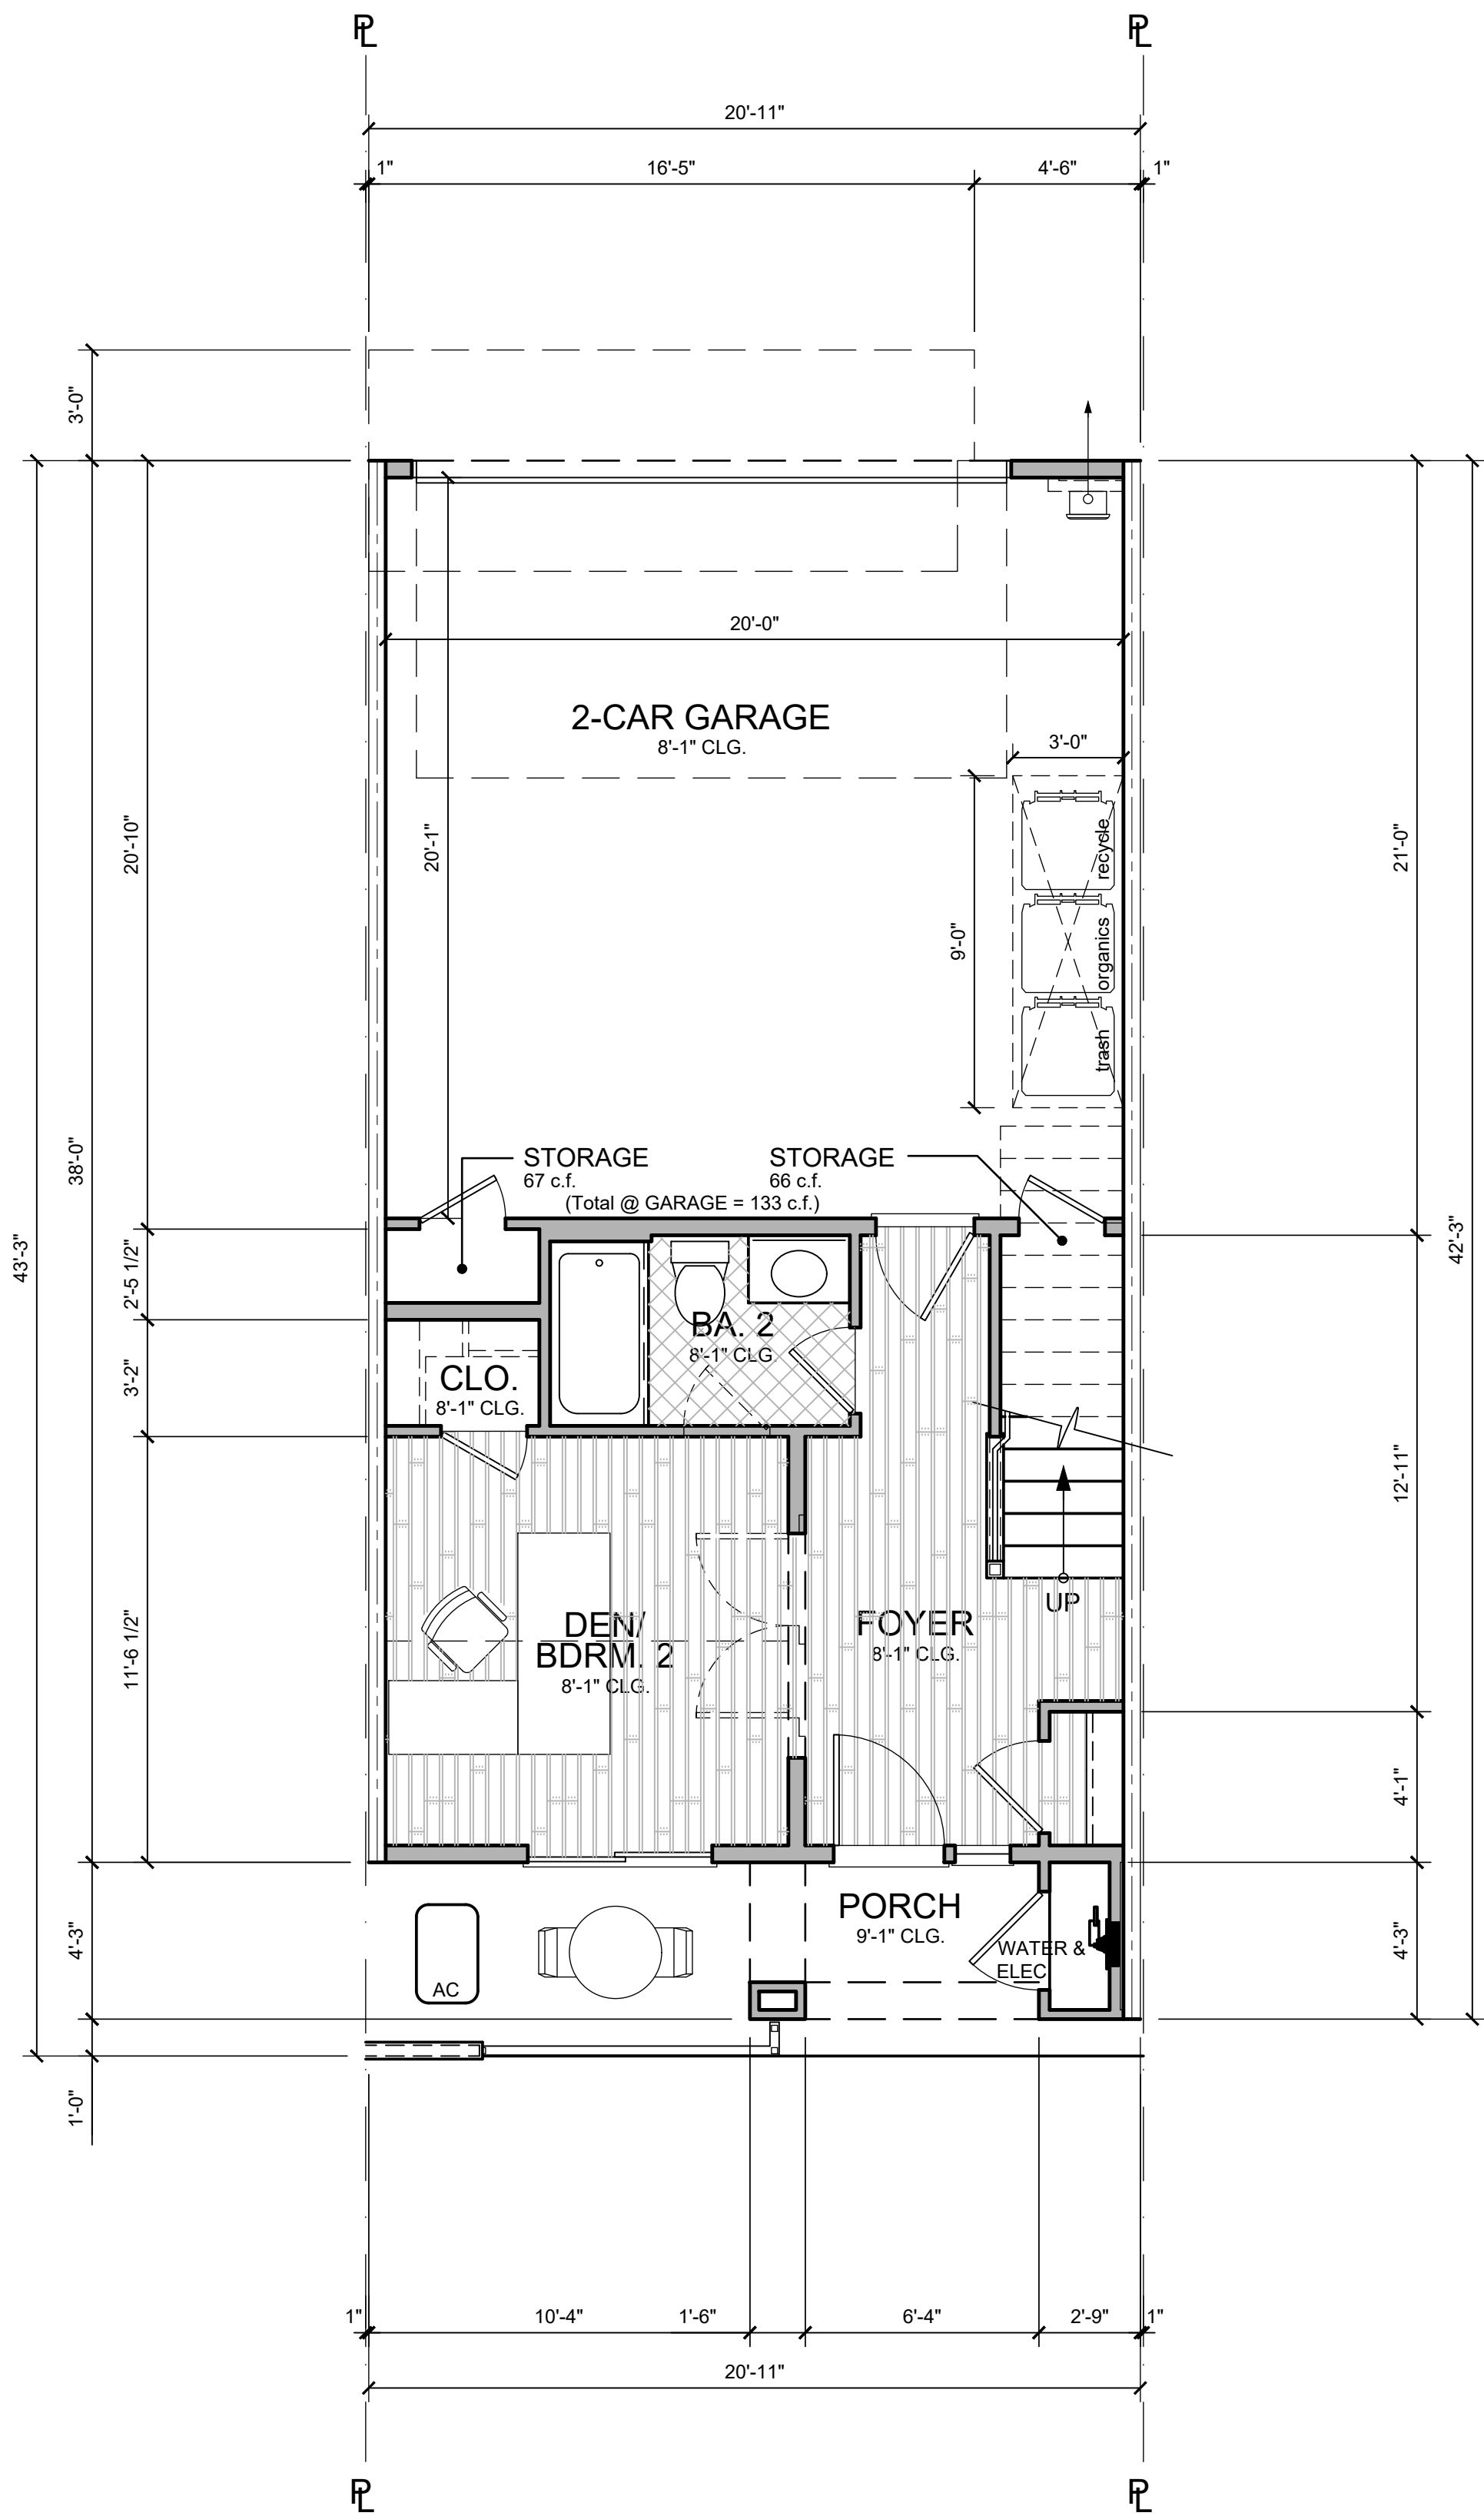 PL PL
20'-11"
1" 16'-5" 4'-6" 1"
3'-0"
20'-0"
2-CAR GARAGE
8'-1" CLG.
3'-0"
20'-10"
20'-1"
recycle
21'-0"
9'-0"
organics
trash
43'-3"
38'-0"
42'-3"
STORAGE
67 c.f.
STORAGE
66 c.f.
(Total @ GARAGE = 133 c.f.)
2'-5 1/2"
BA. 2
8'-1" CLG.
3'-2"
CLO.
8'-1" CLG.
12'-11"
11'-6 1/2"
DEN/
BDRM. 2
8'-1" CLG.
FOYER
8'-1" CLG.
UP
4'-1"
4'-3"
AC
PORCH
9'-1" CLG.
WATER &
ELEC
4'-3"
1'-0"
1" 10'-4" 1'-6" 6'-4" 2'-9" 1"
20'-11"
PL PL